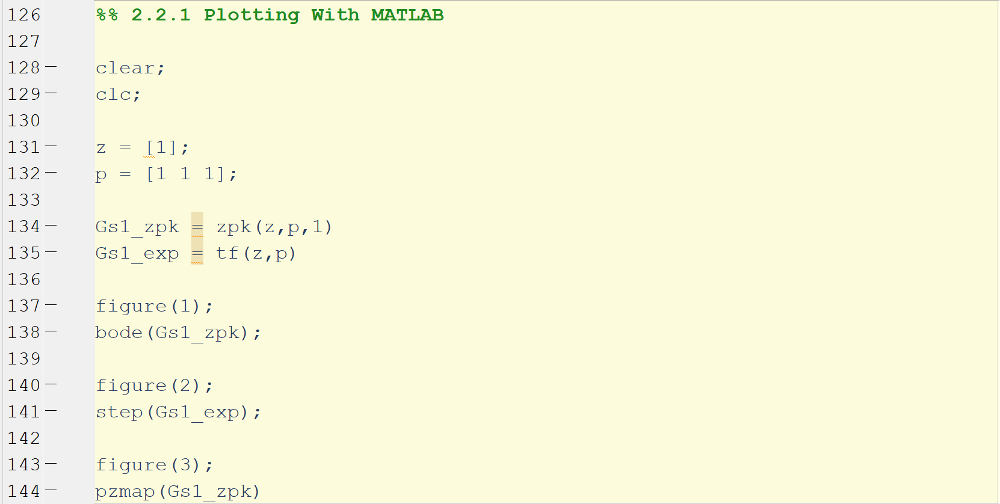 126 %% 2.2.1 Plotting With MATLAB
127
128 — clear;
129 — clc;
130
131 — z = [1];
132 — p = [1 1 1];
133
134 — Gs1_zpk = zpk(z,p,1)
135 — Gs1_exp = tf(z,p)
136
137 — figure(1);
138 — bode(Gs1_zpk);
139
140 — figure(2);
141 — step(Gs1_exp);
142
143 — figure(3);
144 — pzmap(Gs1_zpk)